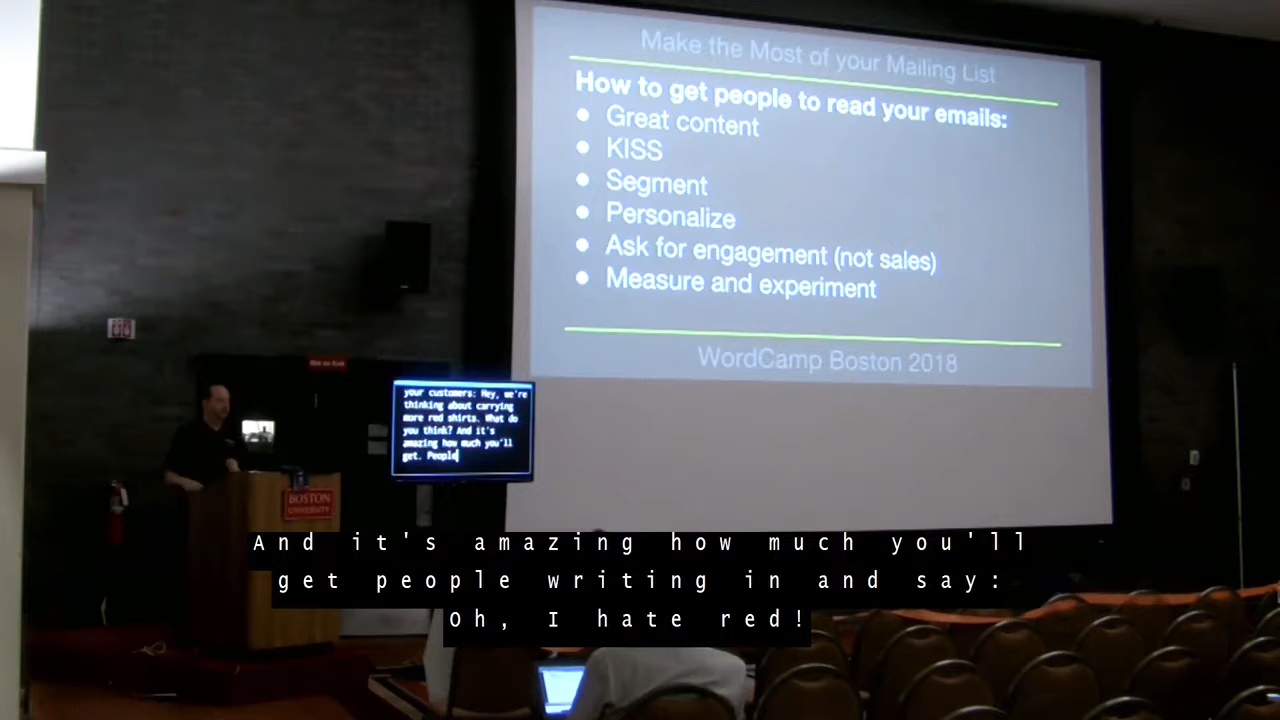 Make the Most of your Mailing List
How to get people to read your emails:
● Great content
● KISS
● Segment
● Personalize
● Ask for engagement (not sales)
● Measure and experiment
WordCamp Boston 2018
your customers: Hey, we're
thinking about carrying
more red shirts. What do
you think? And it's
amazing how much you'll
get. People
BOSTON
UNIVERSITY
And it's amazing how much you'll
get people writing in and say:
Oh, I hate red!